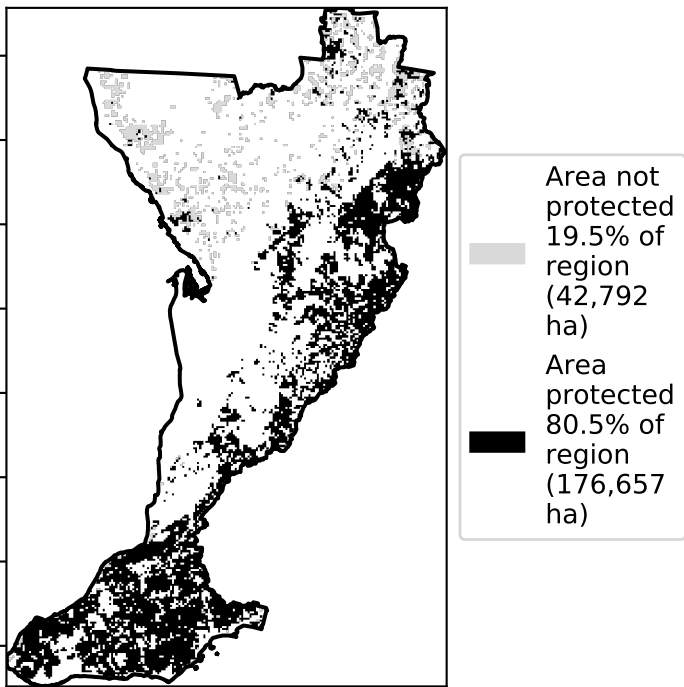 Area not
protected
19.5% of
region
(42,792
ha)
Area
protected
80.5% of
region
(176,657
ha)